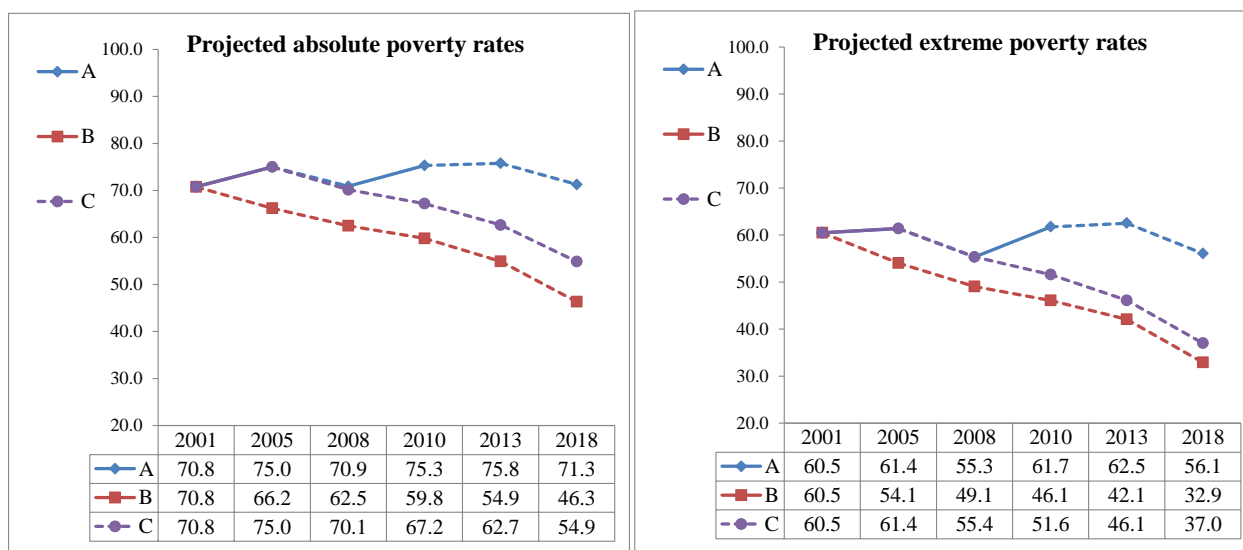 Projected absolute poverty rates
100.0
90.0
80.0
70.0
60.0
50.0
40.0
30.0
20.0
A
B
C
2001 2005 2008 2010 2013 2018
A 70.8 75.0 70.9 75.3 75.8 71.3
B 70.8 66.2 62.5 59.8 54.9 46.3
C 70.8 75.0 70.1 67.2 62.7 54.9
Projected extreme poverty rates
100.0
90.0
80.0
70.0
60.0
50.0
40.0
30.0
20.0
A
B
C
2001 2005 2008 2010 2013 2018
A 60.5 61.4 55.3 61.7 62.5 56.1
B 60.5 54.1 49.1 46.1 42.1 32.9
C 60.5 61.4 55.4 51.6 46.1 37.0